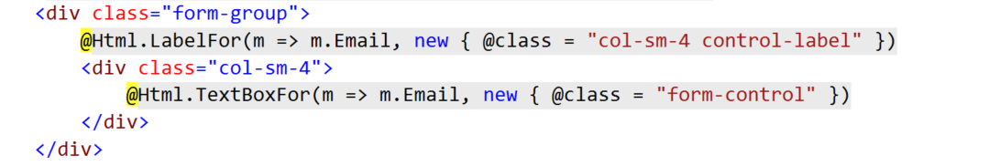 <div class="form-group">
@Html.LabelFor(m => m.Email, new { @class = "col-sm-4 control-label" })
<div class="col-sm-4">
@Html.TextBoxFor(m => m.Email, new { @class = "form-control" })
</div>
</div>